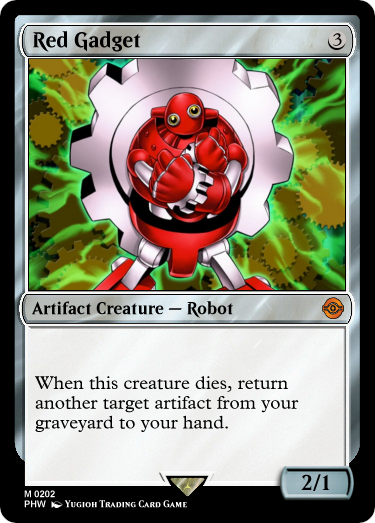 Red Gadget 3
Artifact Creature — Robot
When this creature dies, return
another target artifact from your
graveyard to your hand.
2/1
M 0202
PHW Yugioh Trading Card Game